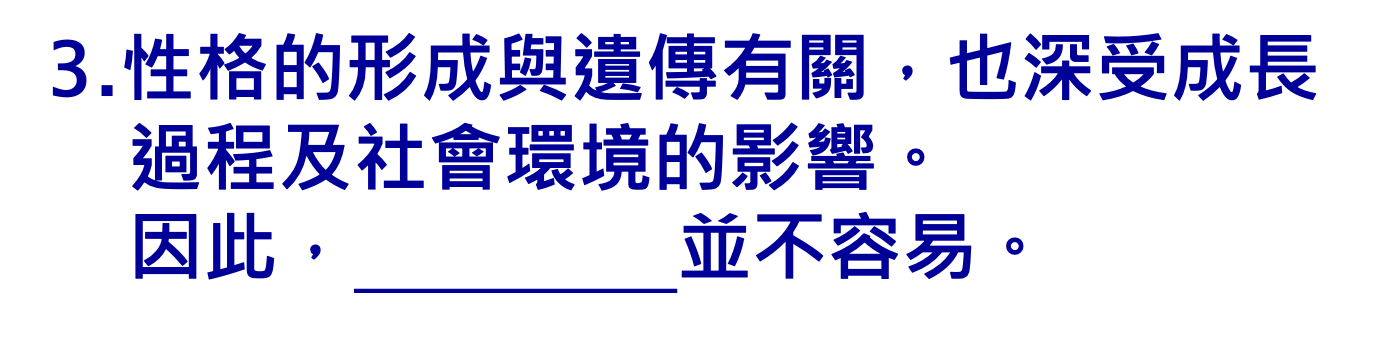 3.性格的形成與遺傳有關，也深受成長
過程及社會環境的影響。
因此，_________並不容易。